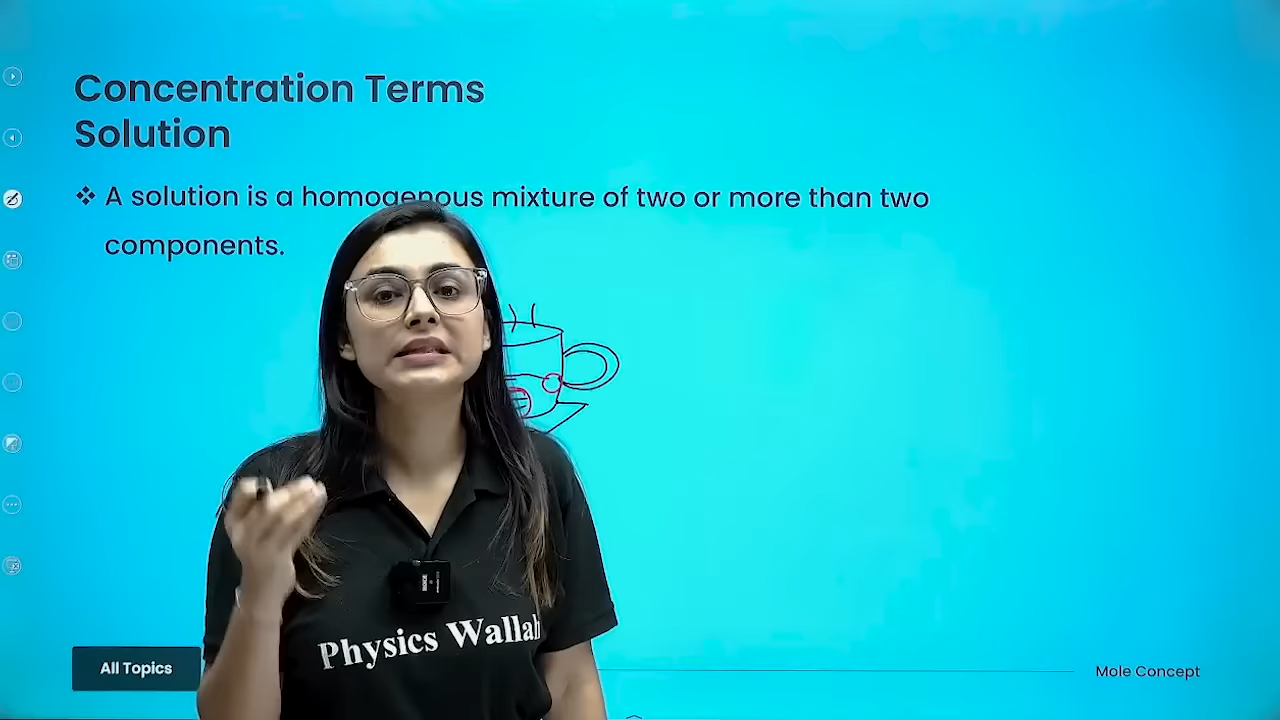 Concentration Terms
Solution
❖ A solution is a homogenous mixture of two or more than two
components.
Physics Wallah
All Topics
Mole Concept